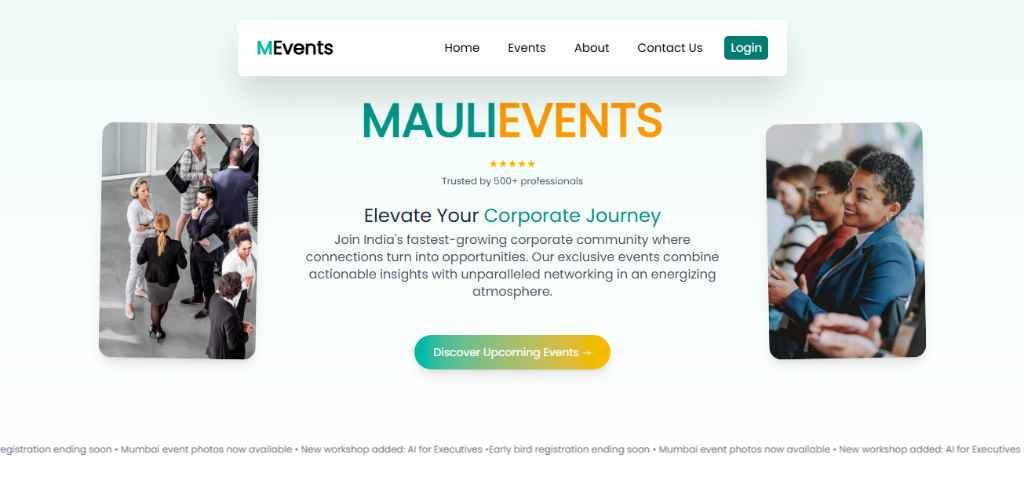 MEvents
Home
Events
About
Contact Us
Login
MAULIEVENTS
Trusted by 500+ professionals
Elevate Your Corporate Journey
Join India's fastest-growing corporate community where
connections turn into opportunities. Our exclusive events combine
actionable insights with unparalleled networking in an energizing
atmosphere.
Discover Upcoming Events →
egistration ending soon • Mumbai event photos now available • New workshop added: AI for Executives •Early bird registration ending soon • Mumbai event photos now available • New workshop added: AI for Executives